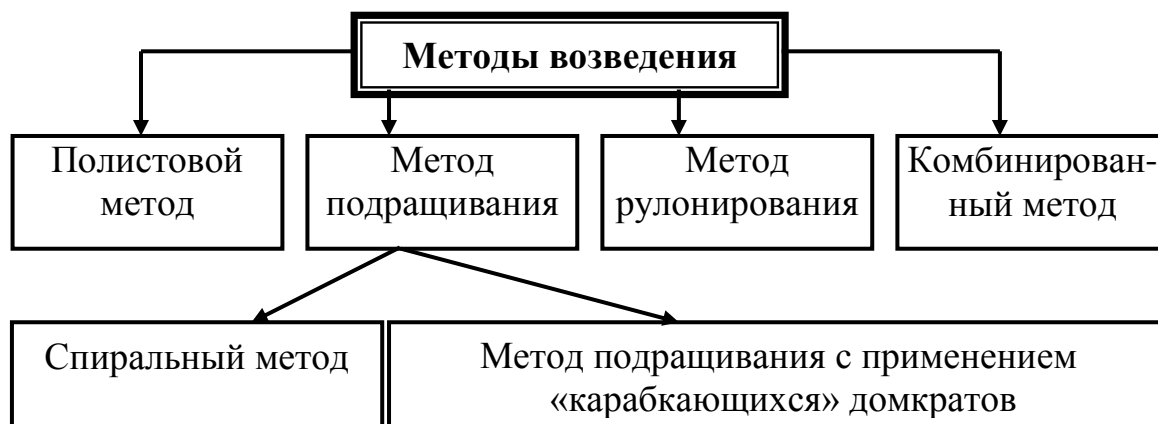 Методы возведения
Полистовой
метод
Метод
подращивания
Метод
рулонирования
Комбинирован-
ный метод
Спиральный метод
Метод подращивания с применением
«карабкающихся» домкратов